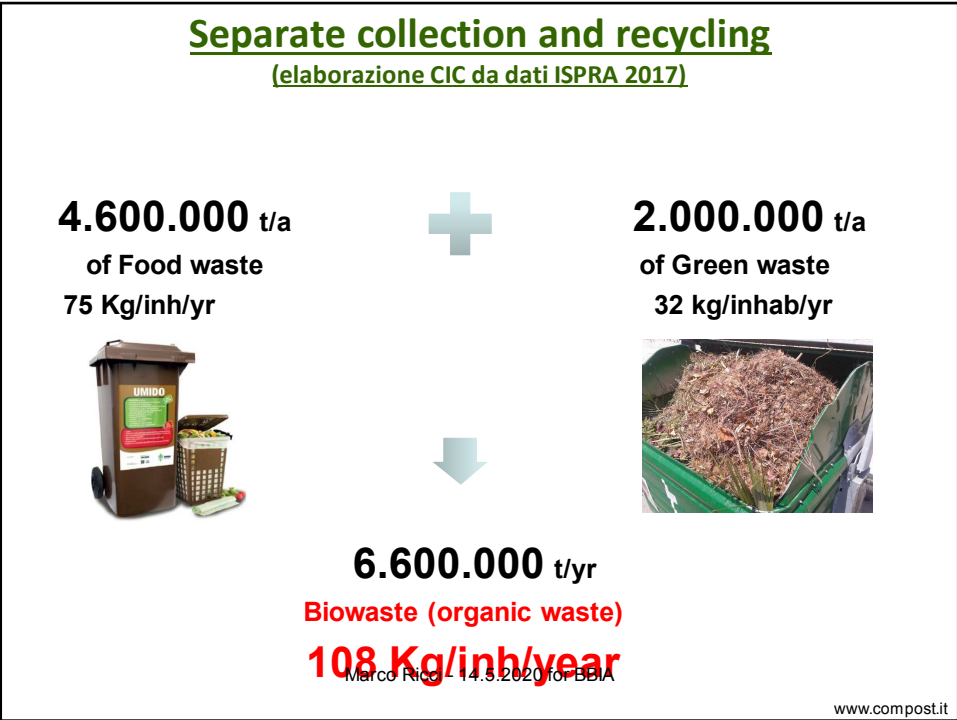 Separate collection and recycling
(elaborazione CIC da dati ISPRA 2017)
4.600.000 t/a
of Food waste
75 Kg/inh/yr
2.000.000 t/a
of Green waste
32 kg/inhab/yr
UMIDO
6.600.000 t/yr
Biowaste (organic waste)
108 Kg/inh/year
Marco Ricci - 14.5.2020 for BBIA
www.compost.it